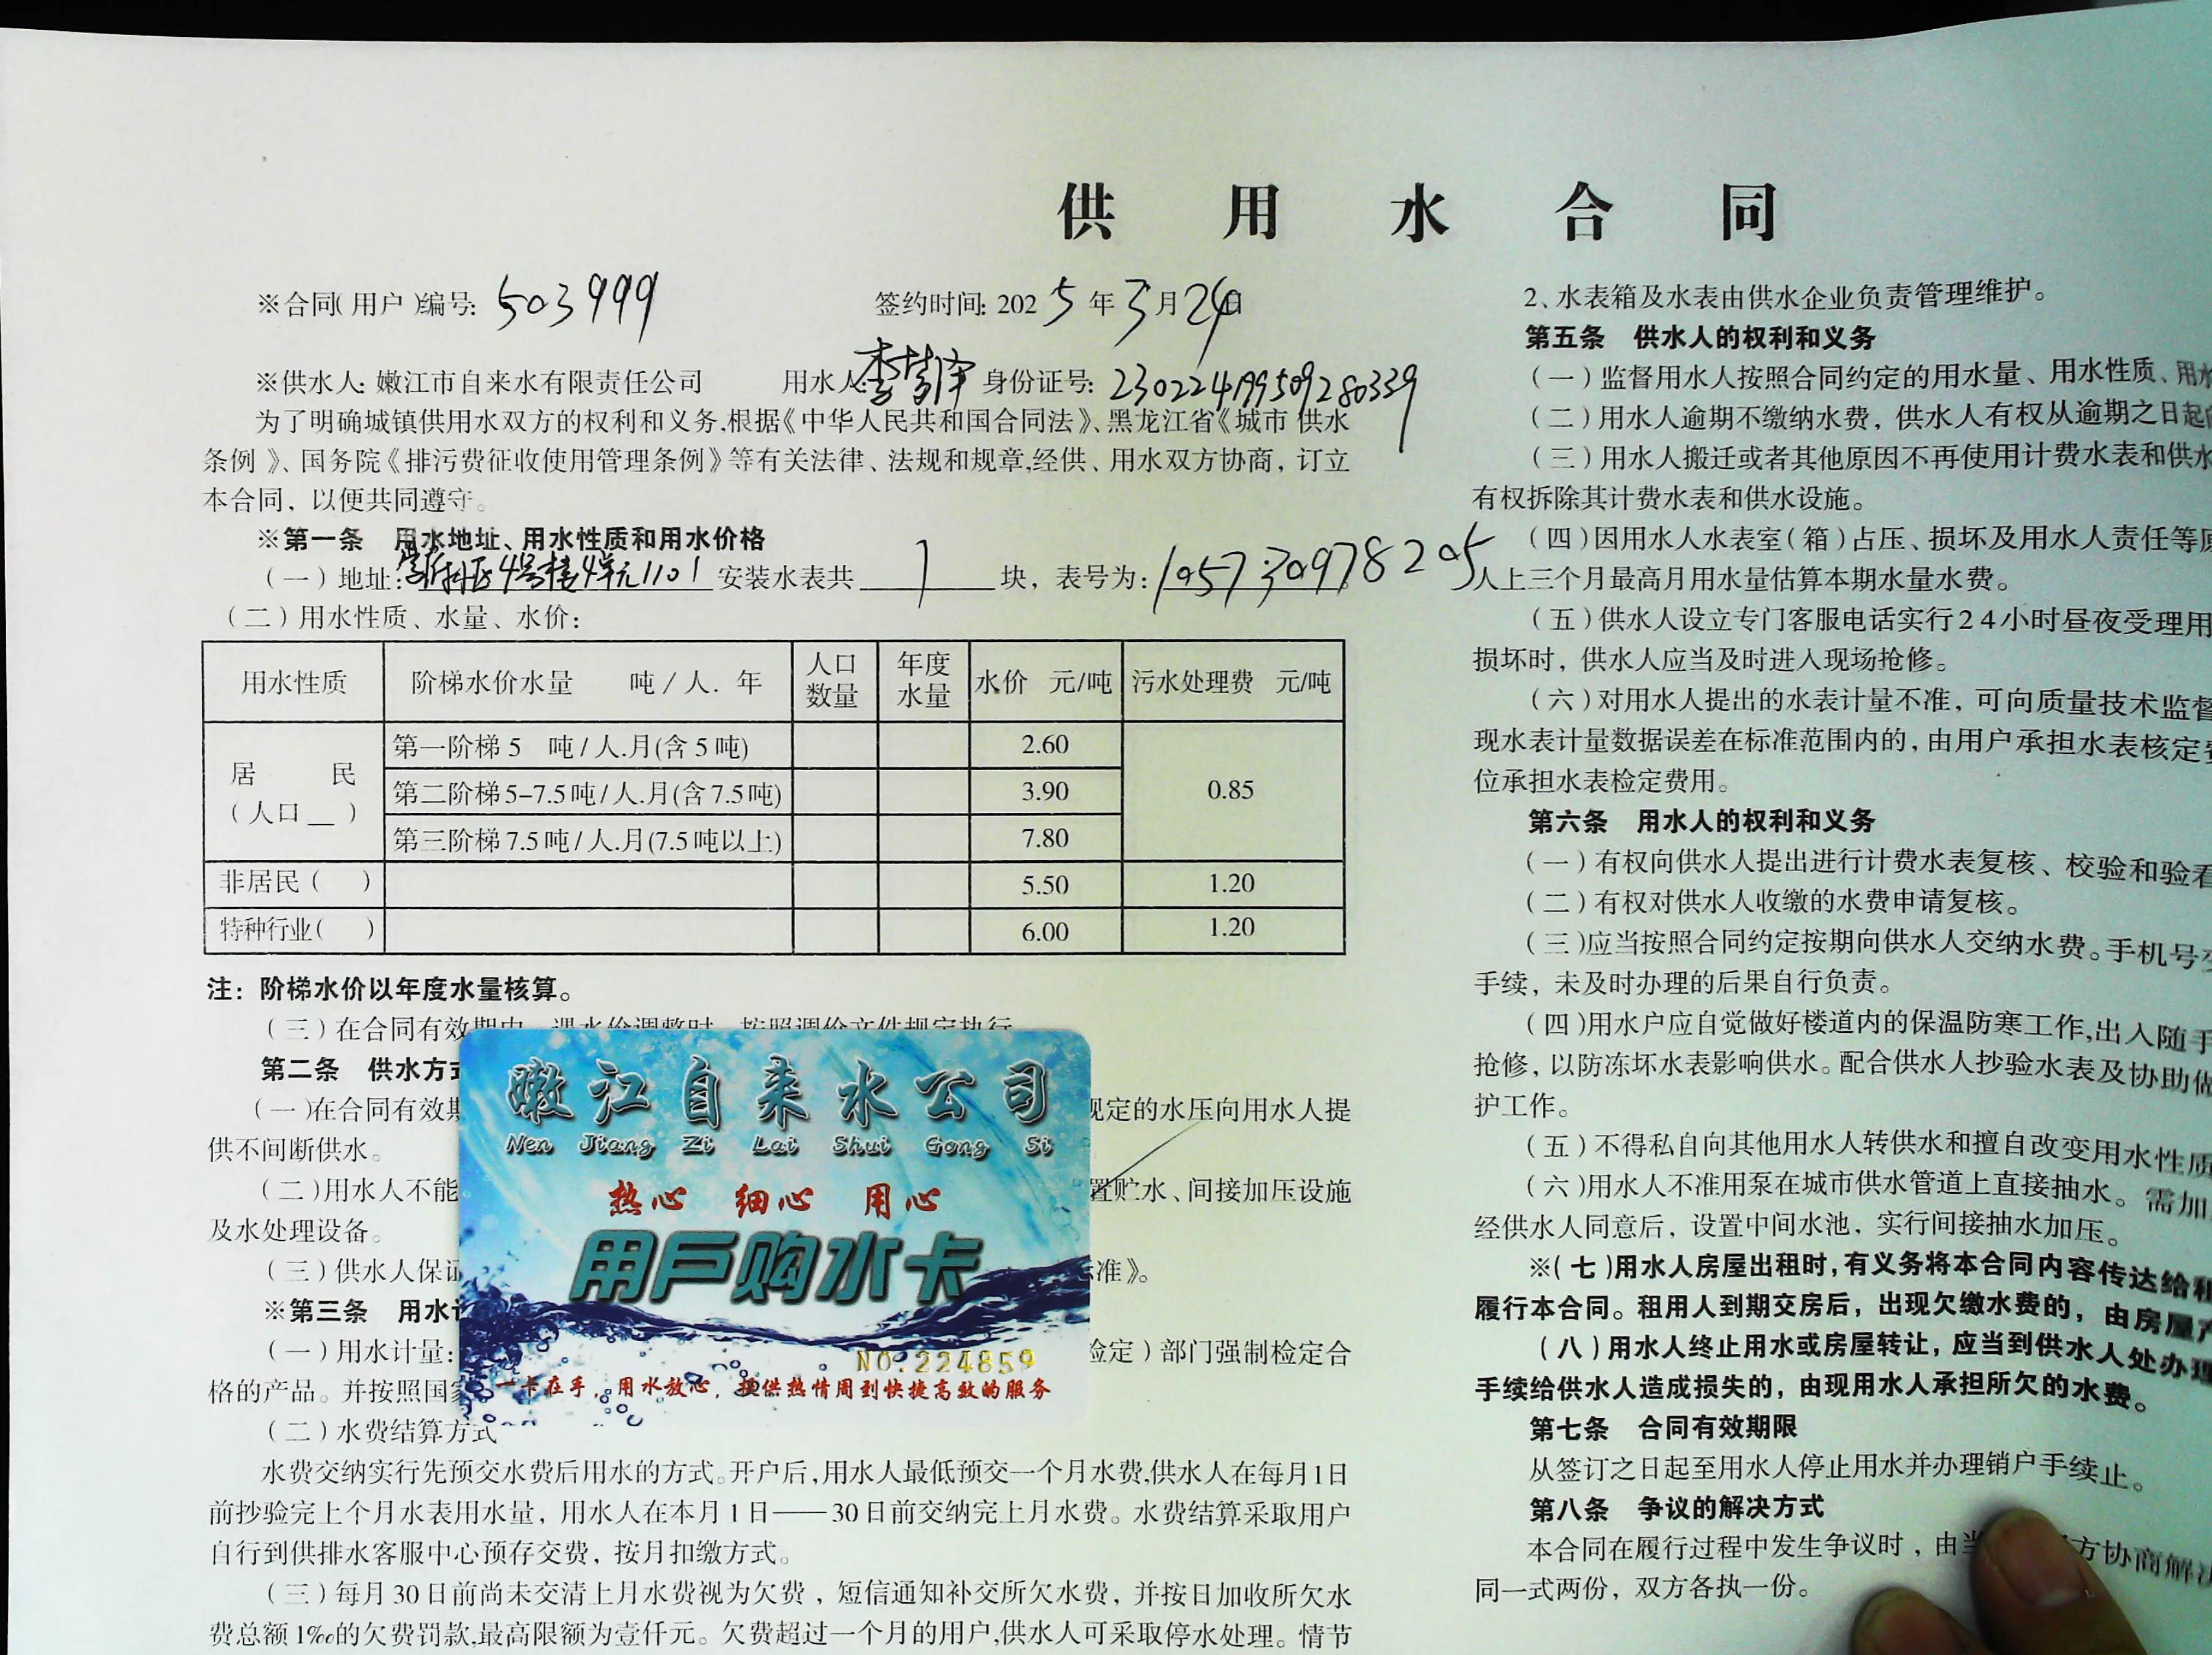 供用水合同
※合同(用户)编号: 503999 签约时间: 2025年3月24日
※供水人: 嫩江市自来水有限责任公司 用水人: 李 身份证号: 230224199509280339
为了明确城镇供用水双方的权利和义务,根据《中华人民共和国合同法》、黑龙江省《城市供水
条例》、国务院《排污费征收使用管理条例》等有关法律、法规和规章,经供、用水双方协商，订立
本合同，以便共同遵守。
※第一条 用水地址、用水性质和用水价格
(一)地址: 4号楼4单元1101 安装水表共 1 块，表号为: 105730978205
(二)用水性质、水量、水价:
用水性质 阶梯水价水量 吨/人.年 人口数量 年度水量 水价 元/吨 污水处理费 元/吨
居民(人口__) 第一阶梯5 吨/人.月(含5吨) 2.60 0.85
第二阶梯5-7.5吨/人.月(含7.5吨) 3.90
第三阶梯7.5吨/人.月(7.5吨以上) 7.80
非居民( ) 5.50 1.20
特种行业( ) 6.00 1.20
注: 阶梯水价以年度水量核算。
(三)在合同有效期内，遇水价调整时，按照调价文件规定执行
第二条 供水方式
(一)在合同有效期 规定的水压向用水人提
供不间断供水。
(二)用水人不能 置贮水、间接加压设施
及水处理设备。
(三)供水人保证 标准》。
※第三条 用水计
(一)用水计量: 检定)部门强制检定合
格的产品。并按照国家
(二)水费结算方式
水费交纳实行先预交水费后用水的方式。开户后,用水人最低预交一个月水费,供水人在每月1日
前抄验完上个月水表用水量，用水人在本月1日——30日前交纳完上月水费。水费结算采取用户
自行到供排水客服中心预存交费，按月扣缴方式。
(三)每月30日前尚未交清上月水费视为欠费，短信通知补交所欠水费，并按日加收所欠水
费总额1‰的欠费罚款,最高限额为壹仟元。欠费超过一个月的用户,供水人可采取停水处理。情节
嫩江自来水公司
Nen Jiang Zi Lai Shui Gong Si
热心 细心 用心
用戶购水卡
NO.224859
一卡在手，用水放心，提供热情周到快捷高效的服务
2、水表箱及水表由供水企业负责管理维护。
第五条 供水人的权利和义务
(一)监督用水人按照合同约定的用水量、用水性质、用水
(二)用水人逾期不缴纳水费，供水人有权从逾期之日起
(三)用水人搬迁或者其他原因不再使用计费水表和供水
有权拆除其计费水表和供水设施。
(四)因用水人水表室(箱)占压、损坏及用水人责任等原
人上三个月最高月用水量估算本期水量水费。
(五)供水人设立专门客服电话实行24小时昼夜受理用
损坏时，供水人应当及时进入现场抢修。
(六)对用水人提出的水表计量不准，可向质量技术监督
现水表计量数据误差在标准范围内的,由用户承担水表核定费
位承担水表检定费用。
第六条 用水人的权利和义务
(一)有权向供水人提出进行计费水表复核、校验和验看
(二)有权对供水人收缴的水费申请复核。
(三)应当按照合同约定按期向供水人交纳水费。手机号变
手续，未及时办理的后果自行负责。
(四)用水户应自觉做好楼道内的保温防寒工作,出入随手
抢修,以防冻坏水表影响供水。配合供水人抄验水表及协助做
护工作。
(五)不得私自向其他用水人转供水和擅自改变用水性质
(六)用水人不准用泵在城市供水管道上直接抽水。需加
经供水人同意后，设置中间水池，实行间接抽水加压。
※(七)用水人房屋出租时,有义务将本合同内容传达给租
履行本合同。租用人到期交房后，出现欠缴水费的，由房屋产
(八)用水人终止用水或房屋转让，应当到供水人处办理
手续给供水人造成损失的，由现用水人承担所欠的水费。
第七条 合同有效期限
从签订之日起至用水人停止用水并办理销户手续止。
第八条 争议的解决方式
本合同在履行过程中发生争议时，由当 方协商解决
同一式两份，双方各执一份。